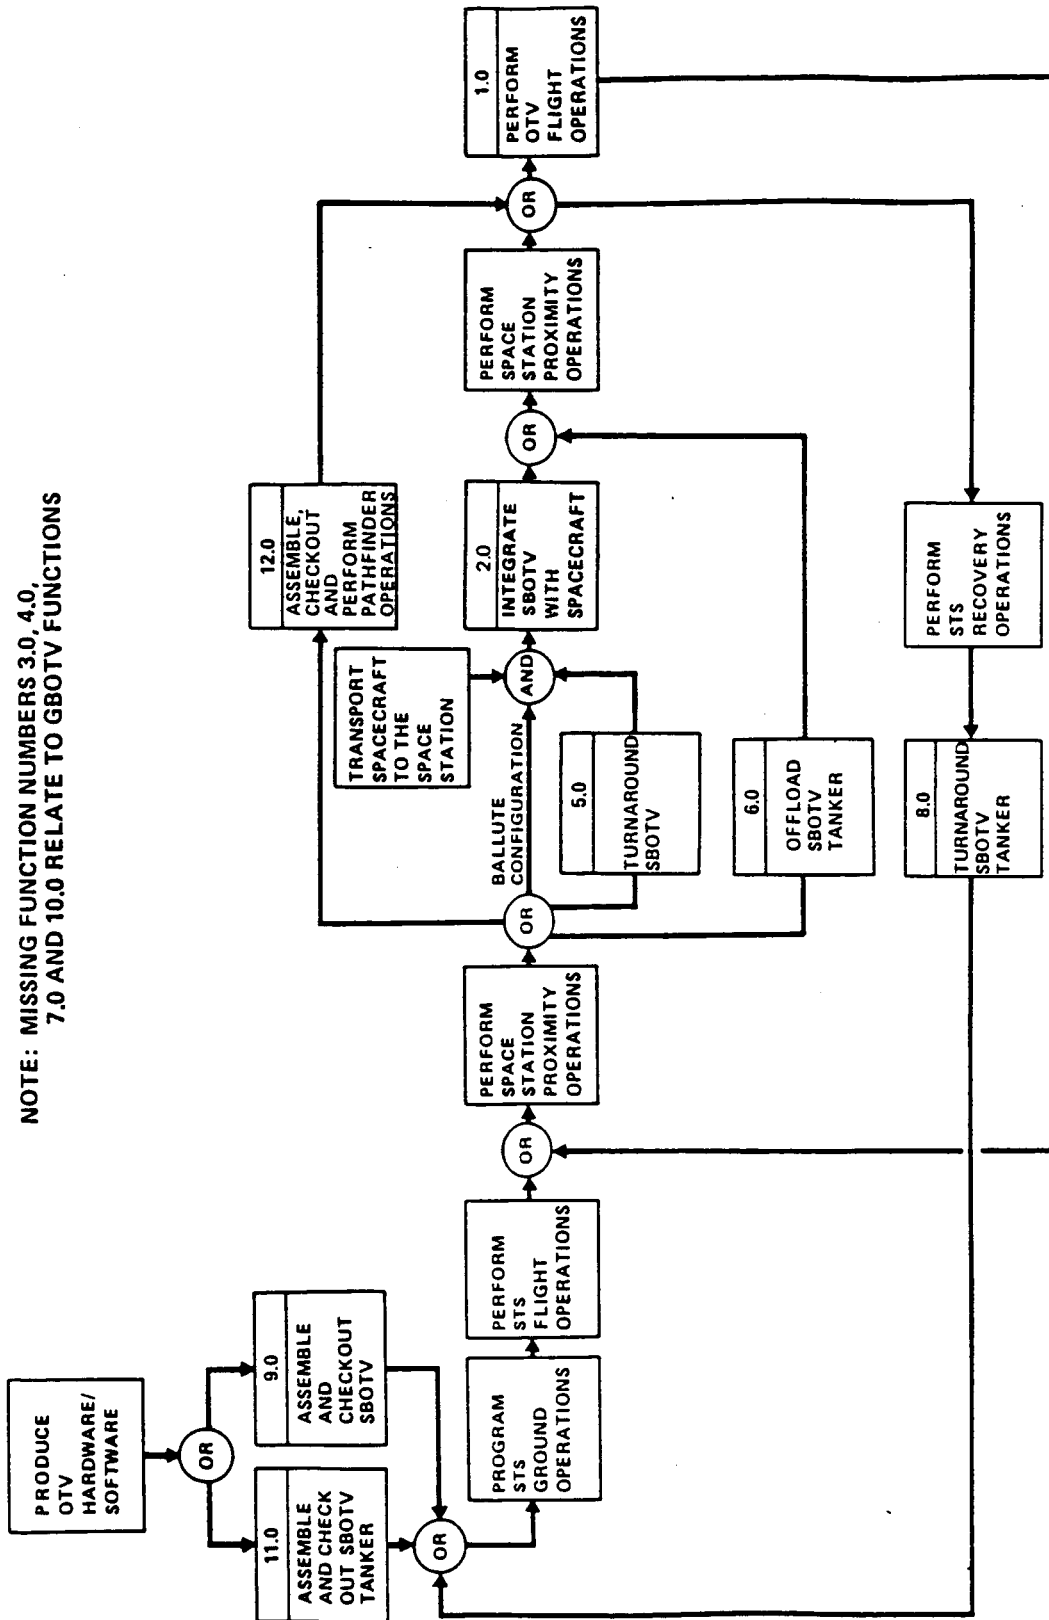 NOTE: MISSING FUNCTION NUMBERS 3.0, 4.0,
7.0 AND 10.0 RELATE TO GBOTV FUNCTIONS
PRODUCE
OTV
HARDWARE/
SOFTWARE
OR
11.0
ASSEMBLE
AND CHECK
OUT SBOTV
TANKER
9.0
ASSEMBLE
AND
CHECKOUT
SBOTV
OR
PROGRAM
STS
GROUND
OPERATIONS
PERFORM
STS
FLIGHT
OPERATIONS
OR
PERFORM
SPACE
STATION
PROXIMITY
OPERATIONS
OR
BALLUTE
CONFIGURATION
TRANSPORT
SPACECRAFT
TO THE
SPACE
STATION
AND
5.0
TURNAROUND
SBOTV
6.0
OFFLOAD
SBOTV
TANKER
12.0
ASSEMBLE,
CHECKOUT
AND
PERFORM
PATHFINDER
OPERATIONS
2.0
INTEGRATE
SBOTV
WITH
SPACECRAFT
OR
PERFORM
SPACE
STATION
PROXIMITY
OPERATIONS
OR
1.0
PERFORM
OTV
FLIGHT
OPERATIONS
PERFORM
STS
RECOVERY
OPERATIONS
8.0
TURNAROUND
SBOTV
TANKER